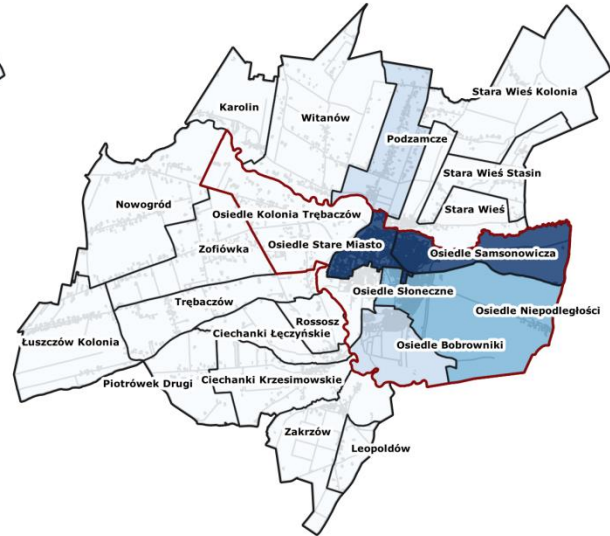 Stara Wieś Kolonia
Karolin
Witanów
Podzamcze
Stara Wieś Stasin
Nowogród
Osiedle Kolonia Trębaczów
Stara Wieś
Zofiówka
Osiedle Stare Miasto
Osiedle Samsonowicza
Osiedle Słoneczne
Trębaczów
Osiedle Niepodległości
Rossosz
Ciechanki Łęczyńskie
Łuszczów Kolonia
Osiedle Bobrowniki
Piotrówek Drugi
Ciechanki Krzesimowskie
Zakrzów
Leopoldów